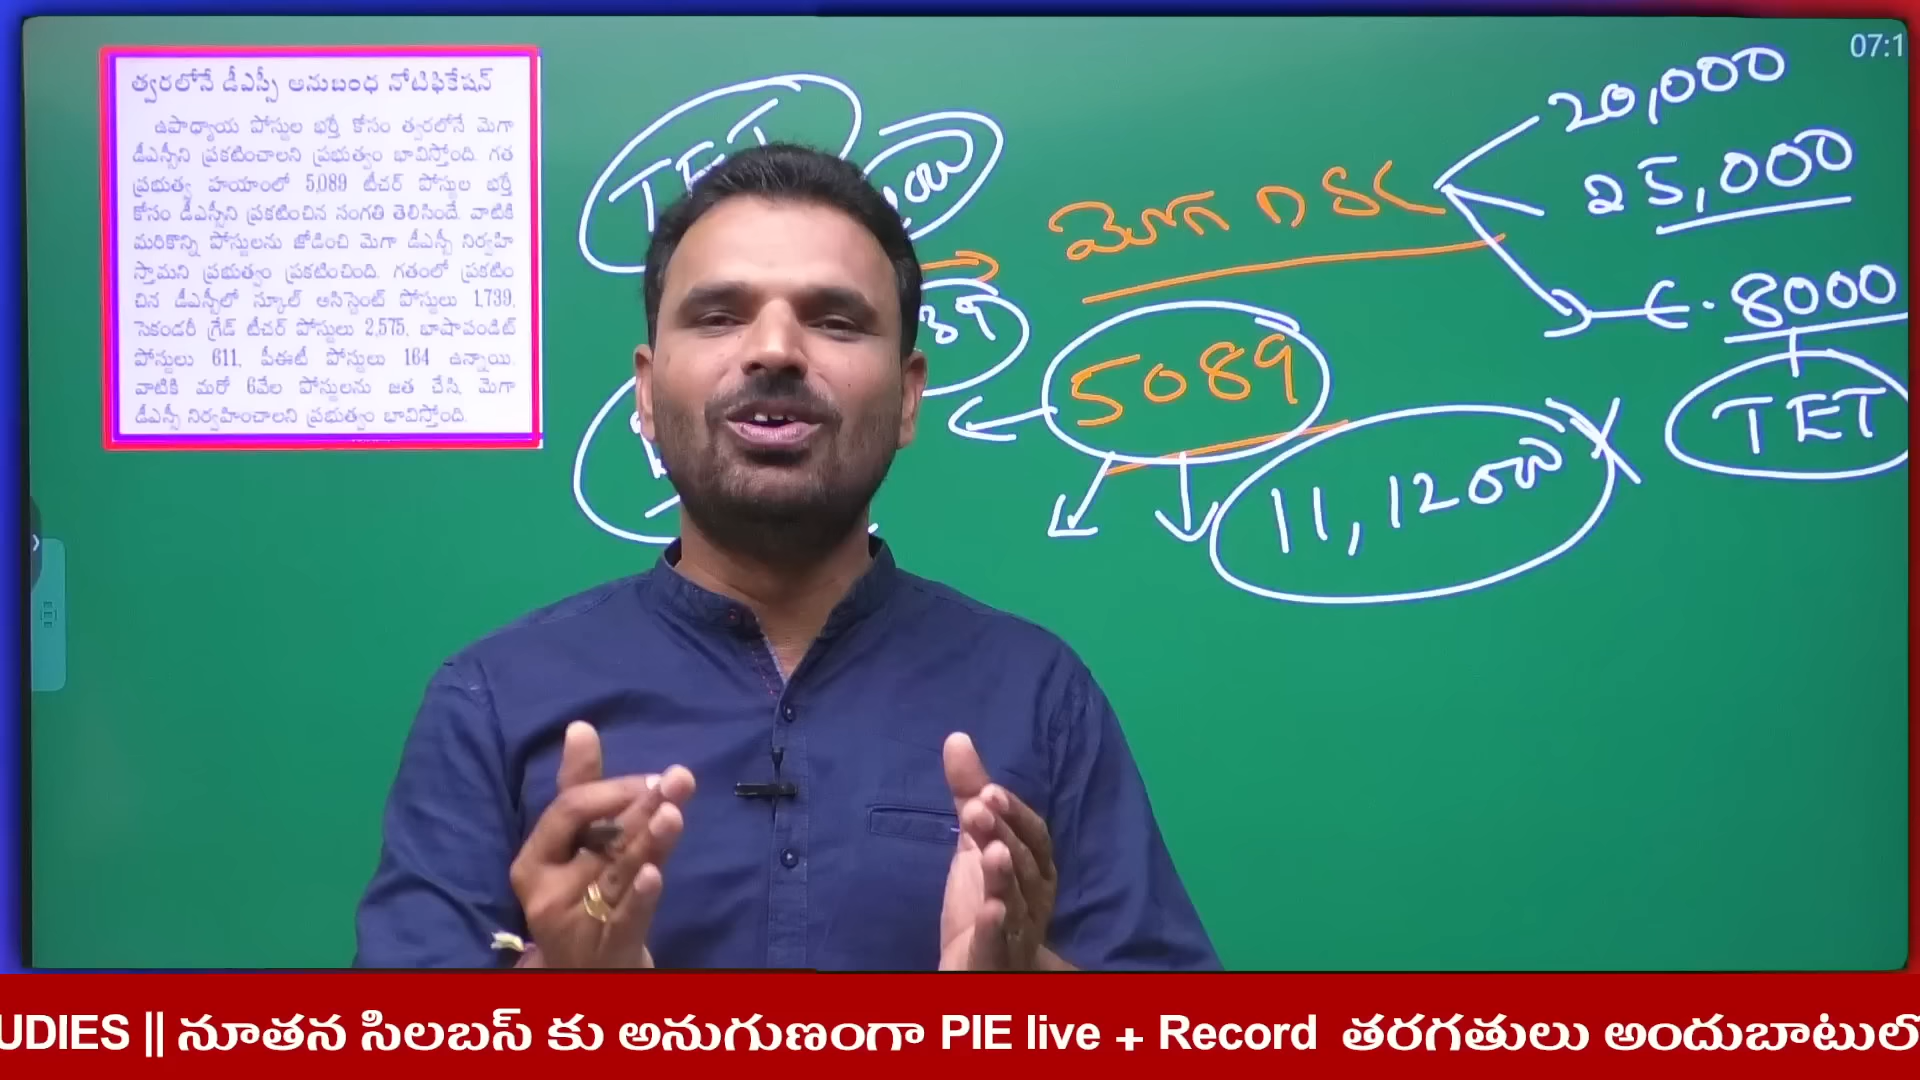 త్వరలోనే డీఎస్సీ అనుబంధ నోటిఫికేషన్
ఉపాధ్యాయ పోస్టుల భర్తీ కోసం త్వరలోనే మెగా
డీఎస్సీని ప్రకటించాలని ప్రభుత్వం భావిస్తోంది. గత
ప్రభుత్వ హయాంలో 5,089 టీచర్ పోస్టుల భర్తీ
కోసం డీఎస్సీని ప్రకటించిన సంగతి తెలిసిందే. వాటికి
మరికొన్ని పోస్టులను జోడించి మెగా డీఎస్సీ నిర్వహి
స్తామని ప్రభుత్వం ప్రకటించింది. గతంలో ప్రకటిం
చిన డీఎస్సీలో స్కూల్ అసిస్టెంట్ పోస్టులు 1,739,
సెకండరీ గ్రేడ్ టీచర్ పోస్టులు 2,575, బాషాపండిట్
పోస్టులు 611, పీఈటీ పోస్టులు 164 ఉన్నాయి.
వాటికి మరో 6వేల పోస్టులను జత చేసి, మెగా
డీఎస్సీ నిర్వహించాలని ప్రభుత్వం భావిస్తోంది.
07:1
TET
మెగా DSC
20,000
25,000
8000
TET
5089
11,12000
39
UDIES || నూతన సిలబస్ కు అనుగుణంగా PIE live + Record తరగతులు అందుబాటులో